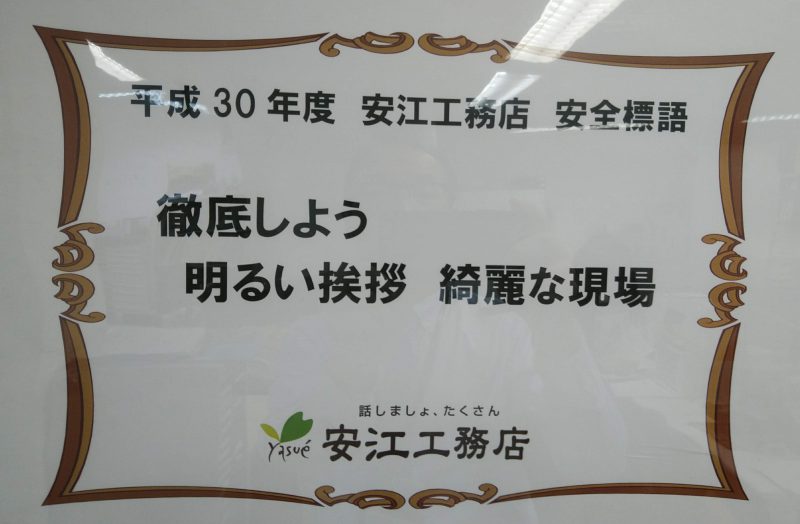 平成30年度 安江工務店 安全標語
徹底しよう
明るい挨拶 綺麗な現場
話しましょ、たくさん
yasué 安江工務店